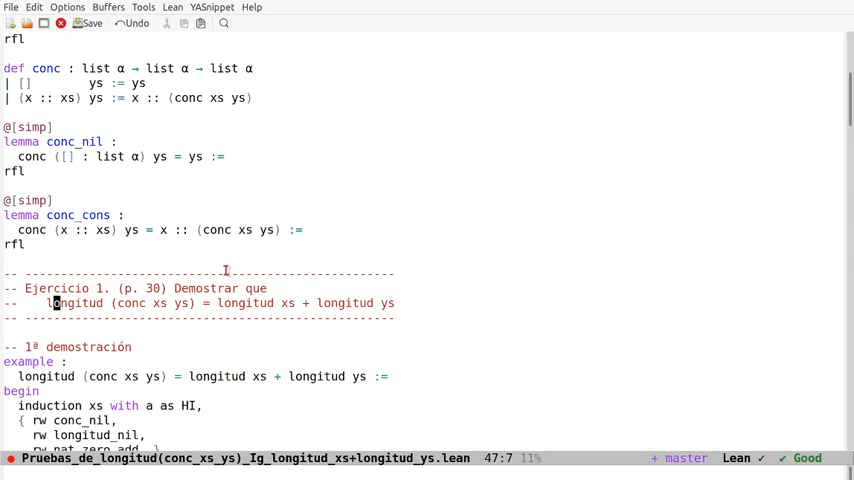 File Edit Options Buffers Tools Lean YASnippet Help
Save Undo
rfl
def conc : list α → list α → list α
| []        ys := ys
| (x :: xs) ys := x :: (conc xs ys)
@[simp]
lemma conc_nil :
  conc ([] : list α) ys = ys :=
rfl
@[simp]
lemma conc_cons :
  conc (x :: xs) ys = x :: (conc xs ys) :=
rfl
-- ----------------------------------------------------
-- Ejercicio 1. (p. 30) Demostrar que
--    longitud (conc xs ys) = longitud xs + longitud ys
-- ----------------------------------------------------
-- 1ª demostración
example :
  longitud (conc xs ys) = longitud xs + longitud ys :=
begin
  induction xs with a as HI,
  { rw conc_nil,
    rw longitud_nil,
    rw nat.zero_add, }
Pruebas_de_longitud(conc_xs_ys)_Ig_longitud_xs+longitud_ys.lean 47:7 11% + master Lean ✓ ✔ Good